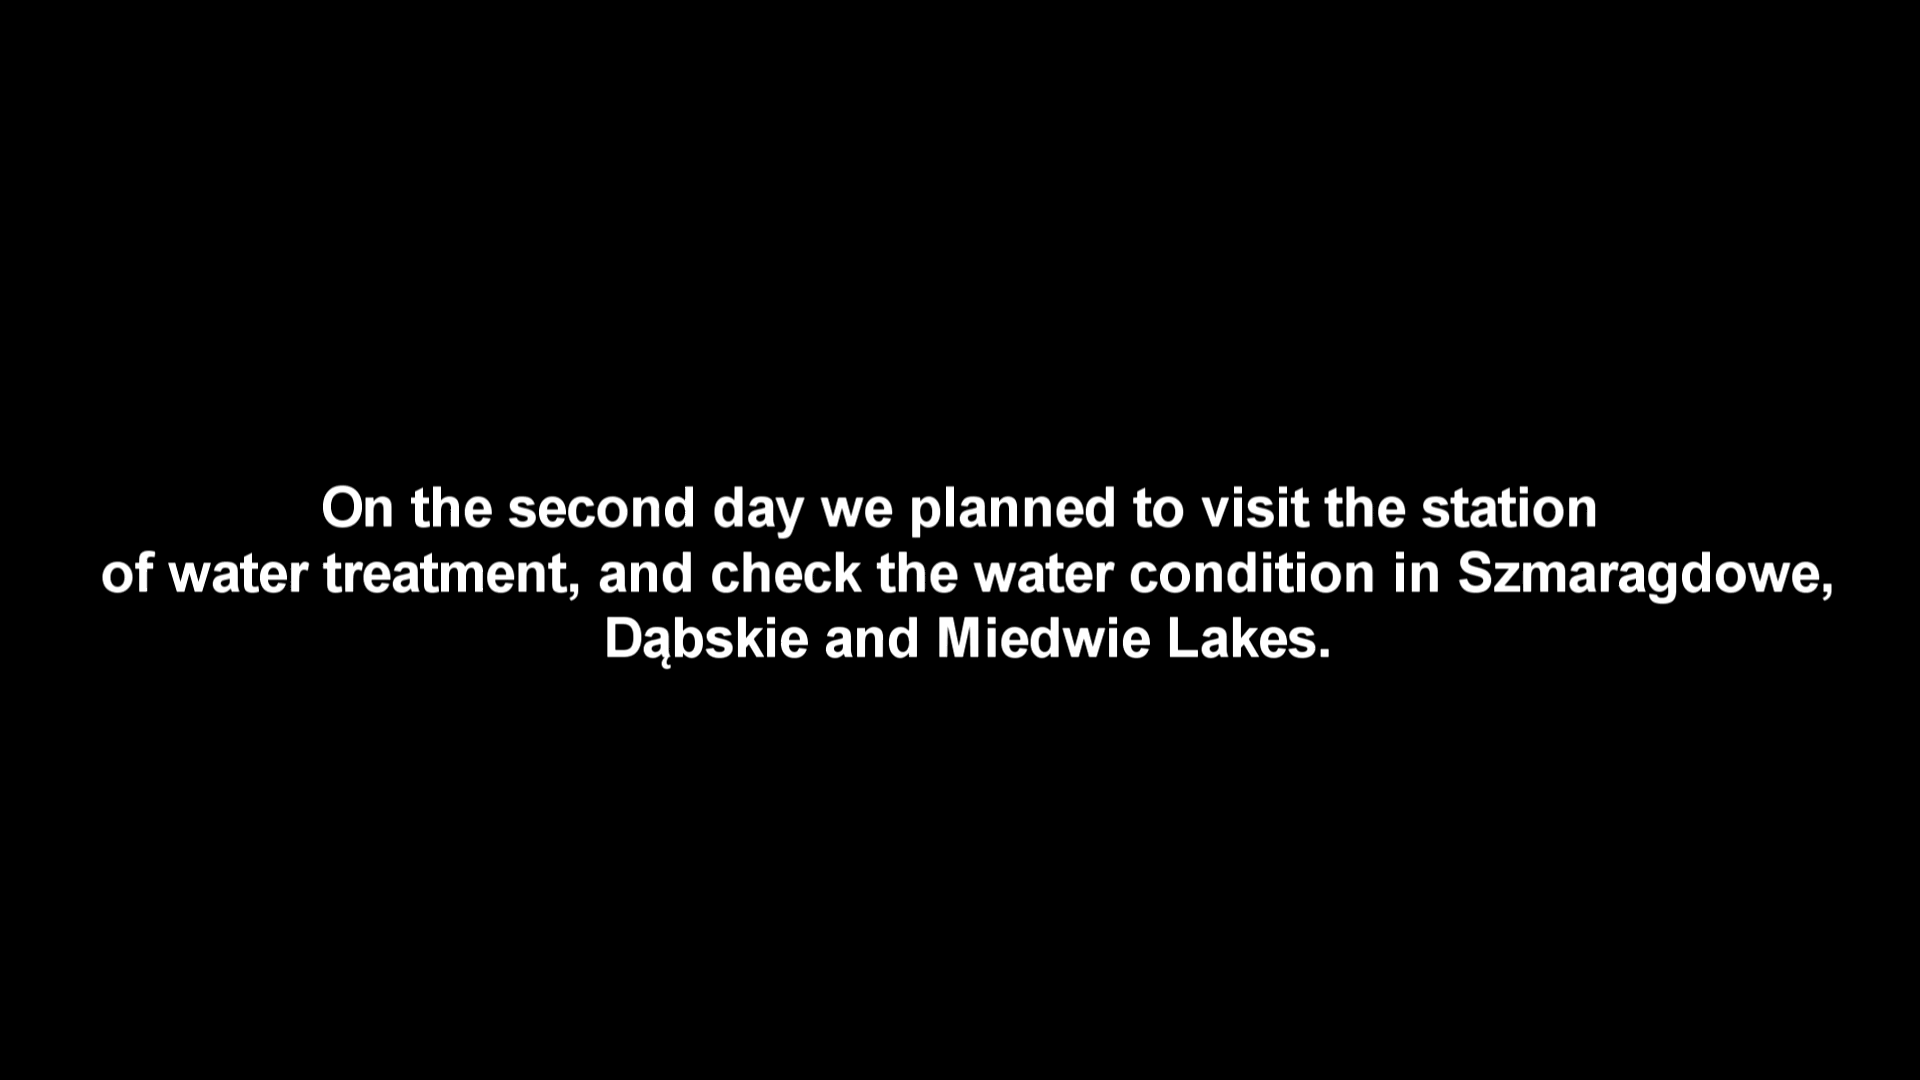 On the second day we planned to visit the station
of water treatment, and check the water condition in Szmaragdowe,
Dąbskie and Miedwie Lakes.